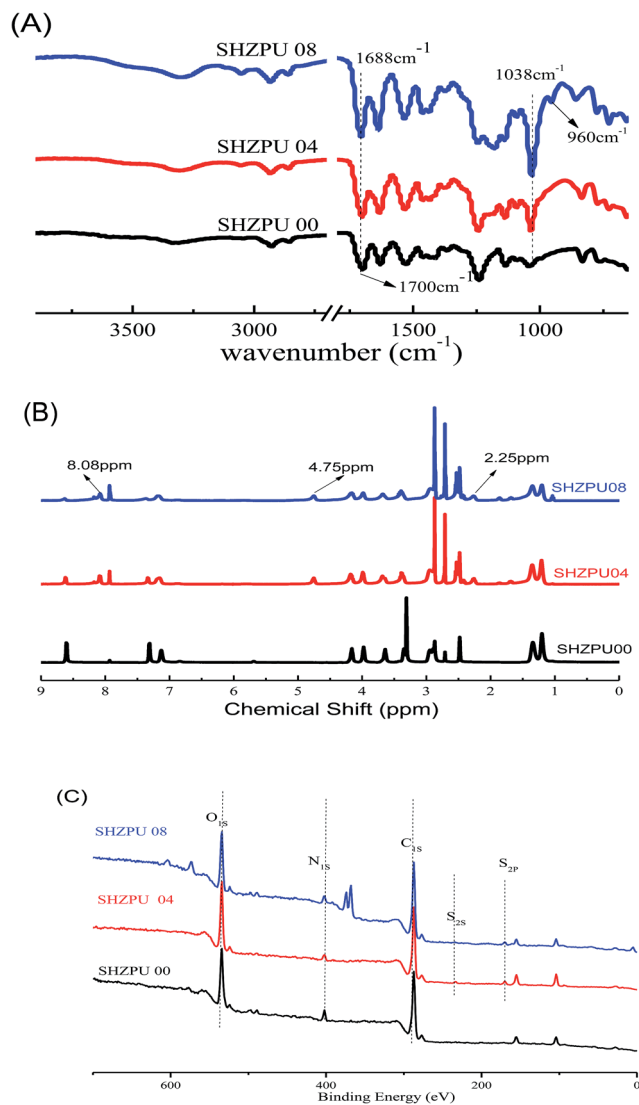 (A)
SHZPU 08
1688cm-1
1038cm-1
960cm-1
SHZPU 04
SHZPU 00
1700cm-1
3500 3000 1500 1000
wavenumber (cm-1)
(B)
8.08ppm
4.75ppm
2.25ppm
SHZPU08
SHZPU04
SHZPU00
9 8 7 6 5 4 3 2 1 0
Chemical Shift (ppm)
(C)
O1S
N1S
C1S
S2S
S2P
SHZPU 08
SHZPU 04
SHZPU 00
600 400 200 0
Binding Energy (eV)